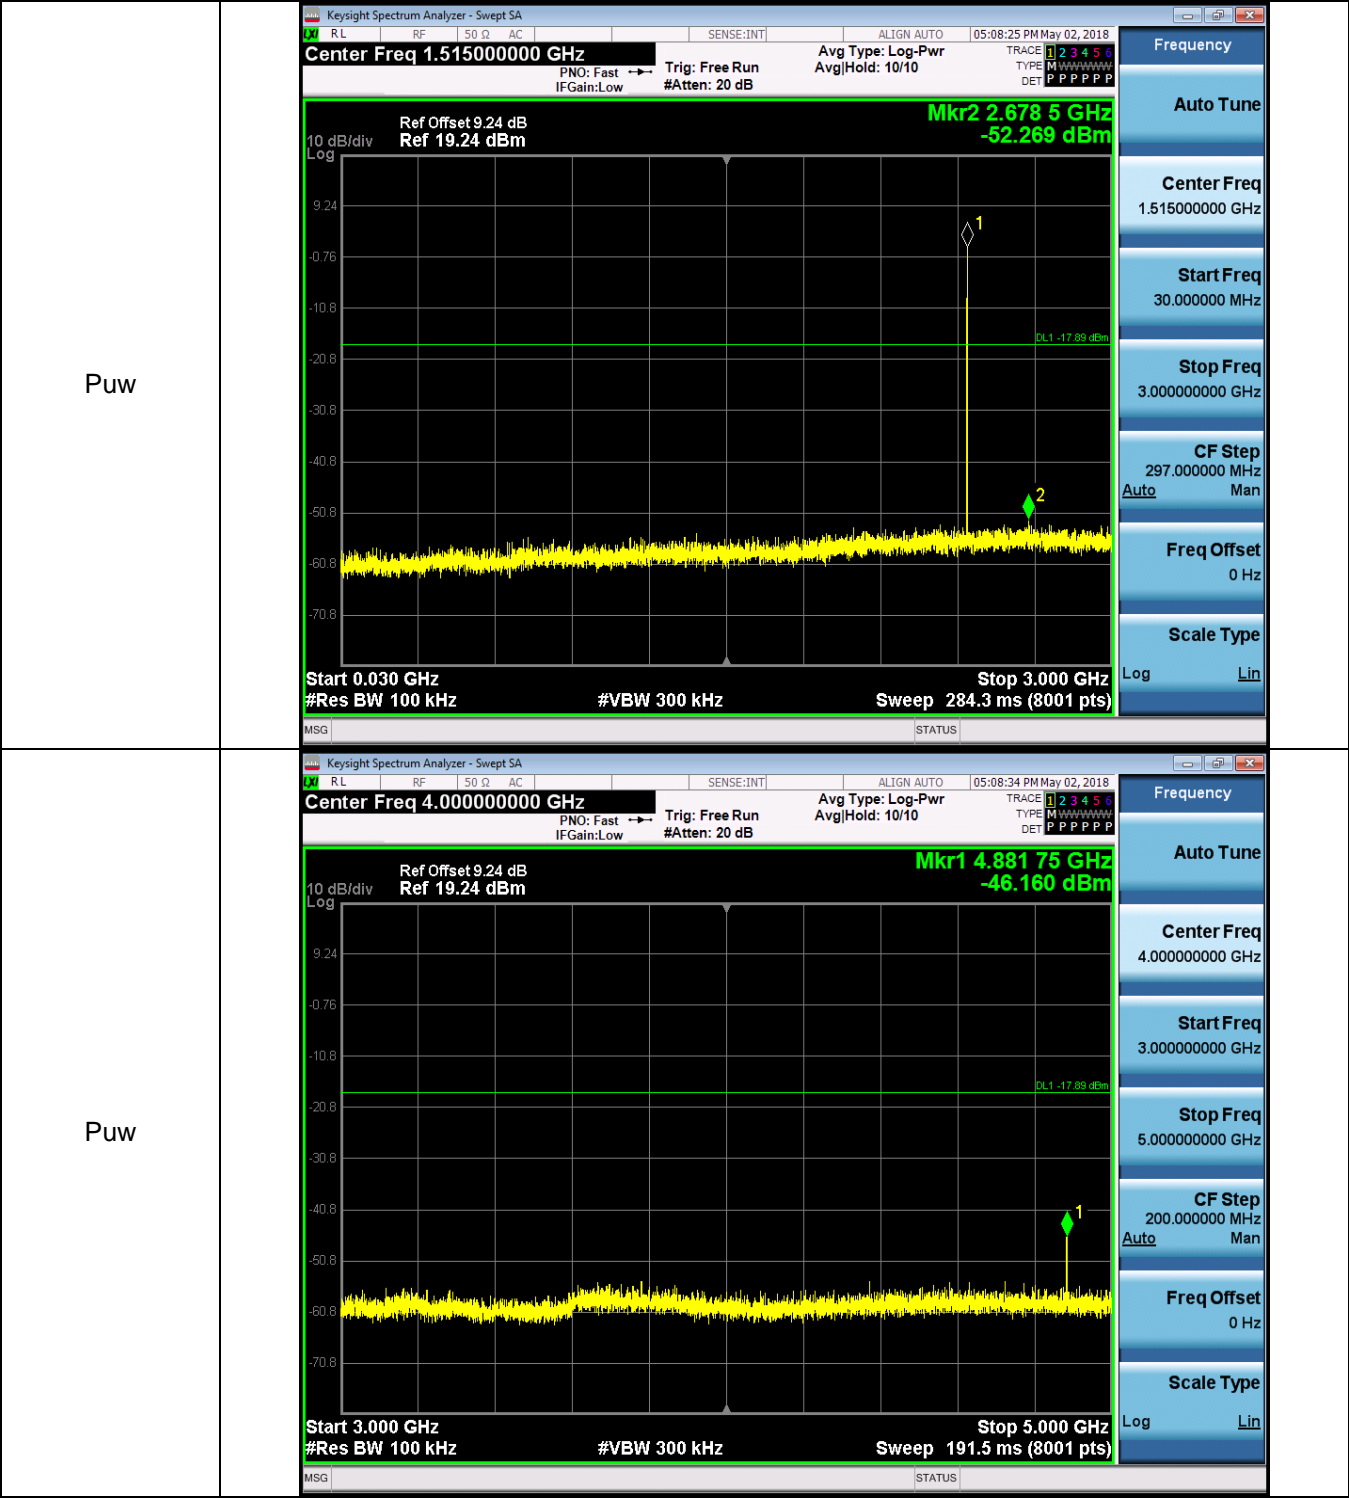 Puw
Keysight Spectrum Analyzer - Swept SA
LXI RL RF 50 Ω AC SENSE:INT ALIGN AUTO 05:08:25 PM May 02, 2018
Center Freq 1.515000000 GHz
PNO: Fast
IFGain:Low
Trig: Free Run
#Atten: 20 dB
Avg Type: Log-Pwr
Avg|Hold: 10/10
TRACE 1 2 3 4 5 6
TYPE M W W W W W
DET P P P P P P
Mkr2 2.678 5 GHz
-52.269 dBm
Ref Offset 9.24 dB
10 dB/div Ref 19.24 dBm
Log
9.24
-0.76
-10.8
-20.8
-30.8
-40.8
-50.8
-60.8
-70.8
1
DL1 -17.89 dBm
2
Start 0.030 GHz Stop 3.000 GHz
#Res BW 100 kHz #VBW 300 kHz Sweep 284.3 ms (8001 pts)
MSG STATUS
Frequency
Auto Tune
Center Freq
1.515000000 GHz
Start Freq
30.000000 MHz
Stop Freq
3.000000000 GHz
CF Step
297.000000 MHz
Auto Man
Freq Offset
0 Hz
Scale Type
Log Lin
Puw
Keysight Spectrum Analyzer - Swept SA
LXI RL RF 50 Ω AC SENSE:INT ALIGN AUTO 05:08:34 PM May 02, 2018
Center Freq 4.000000000 GHz
PNO: Fast
IFGain:Low
Trig: Free Run
#Atten: 20 dB
Avg Type: Log-Pwr
Avg|Hold: 10/10
TRACE 1 2 3 4 5 6
TYPE M W W W W W
DET P P P P P P
Mkr1 4.881 75 GHz
-46.160 dBm
Ref Offset 9.24 dB
10 dB/div Ref 19.24 dBm
Log
9.24
-0.76
-10.8
-20.8
-30.8
-40.8
-50.8
-60.8
-70.8
DL1 -17.89 dBm
1
Start 3.000 GHz Stop 5.000 GHz
#Res BW 100 kHz #VBW 300 kHz Sweep 191.5 ms (8001 pts)
MSG STATUS
Frequency
Auto Tune
Center Freq
4.000000000 GHz
Start Freq
3.000000000 GHz
Stop Freq
5.000000000 GHz
CF Step
200.000000 MHz
Auto Man
Freq Offset
0 Hz
Scale Type
Log Lin